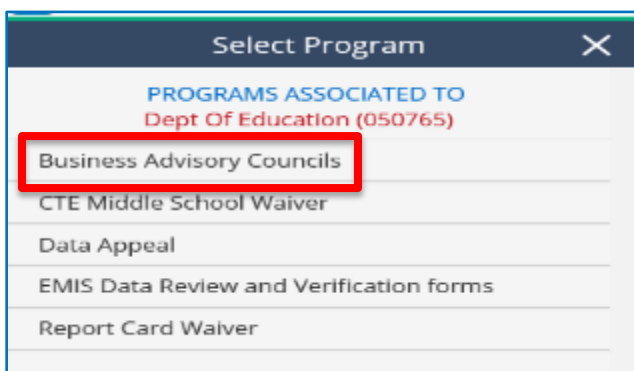 Select Program
PROGRAMS ASSOCIATED TO
Dept Of Education (050765)
Business Advisory Councils
CTE Middle School Waiver
Data Appeal
EMIS Data Review and Verification forms
Report Card Waiver